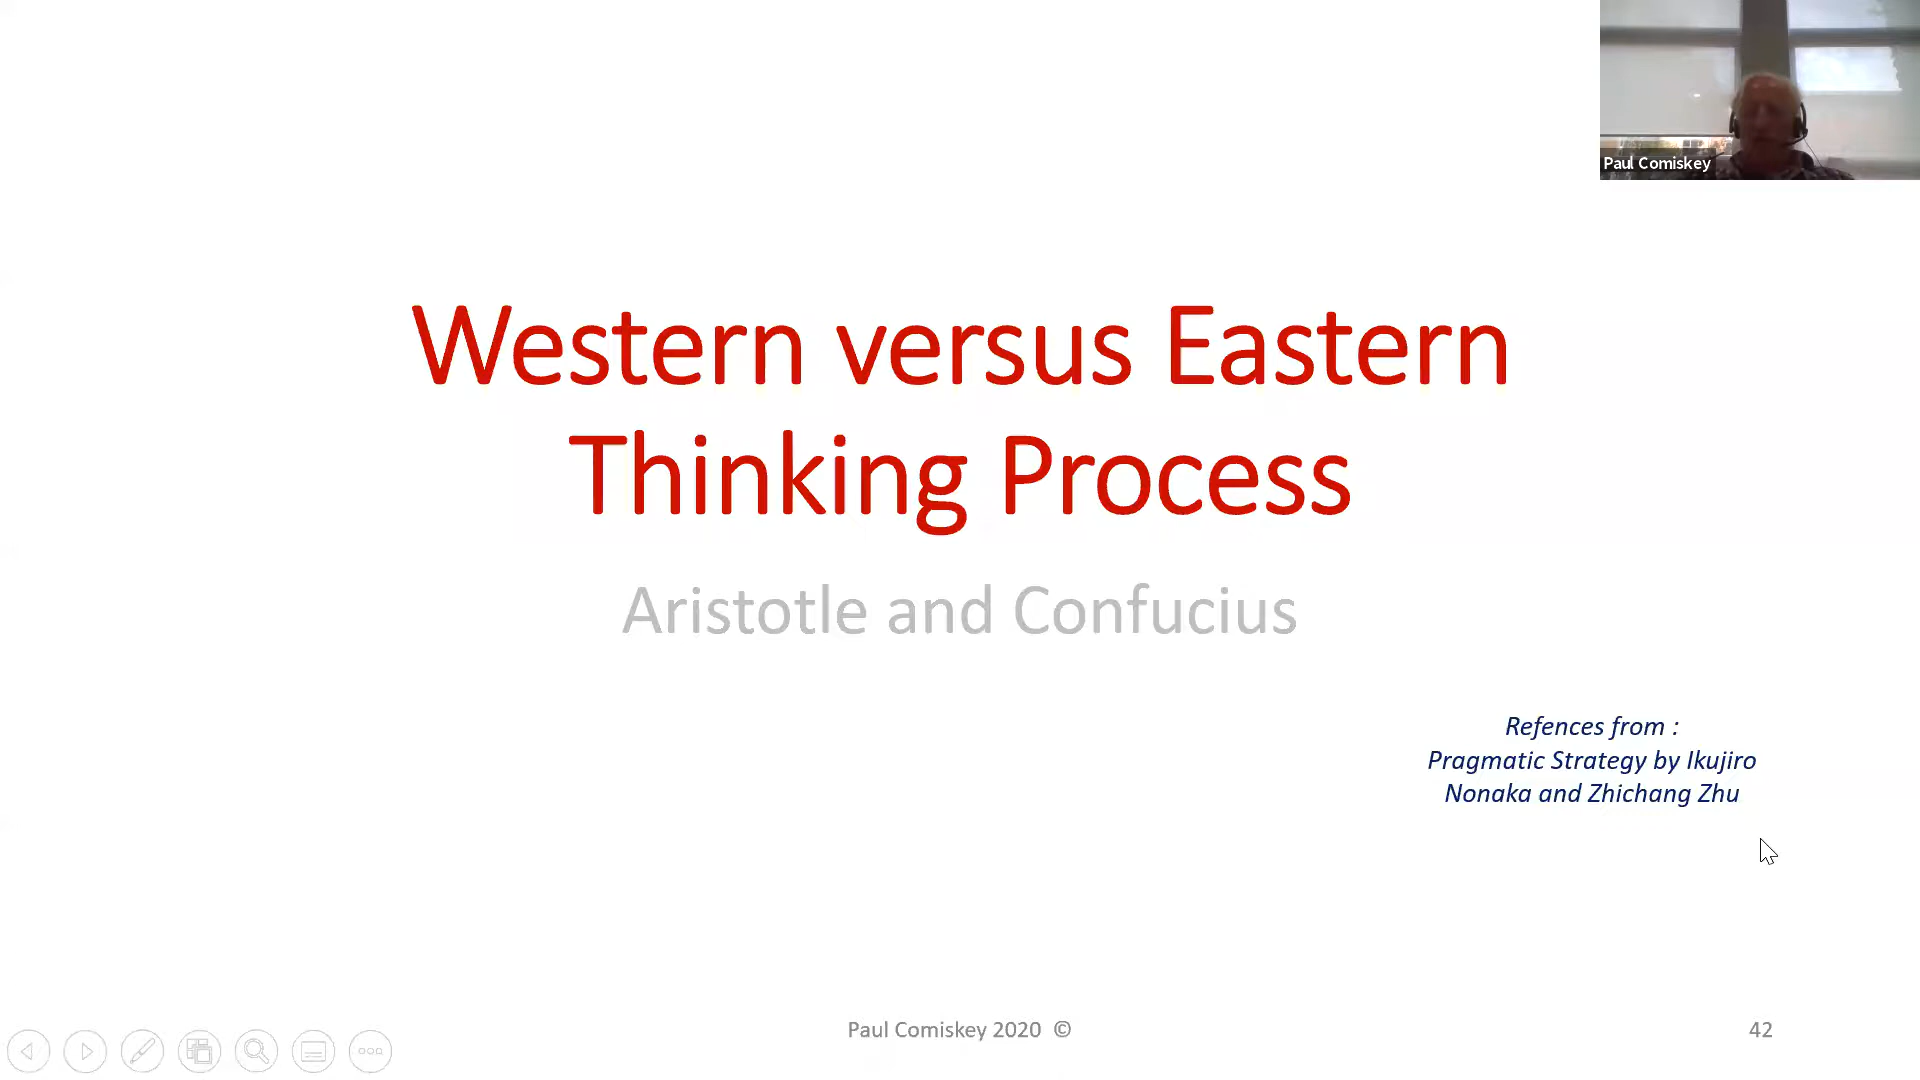 Paul Comiskey
Western versus Eastern
Thinking Process
Aristotle and Confucius
Refences from :
Pragmatic Strategy by Ikujiro
Nonaka and Zhichang Zhu
Paul Comiskey 2020 ©
42